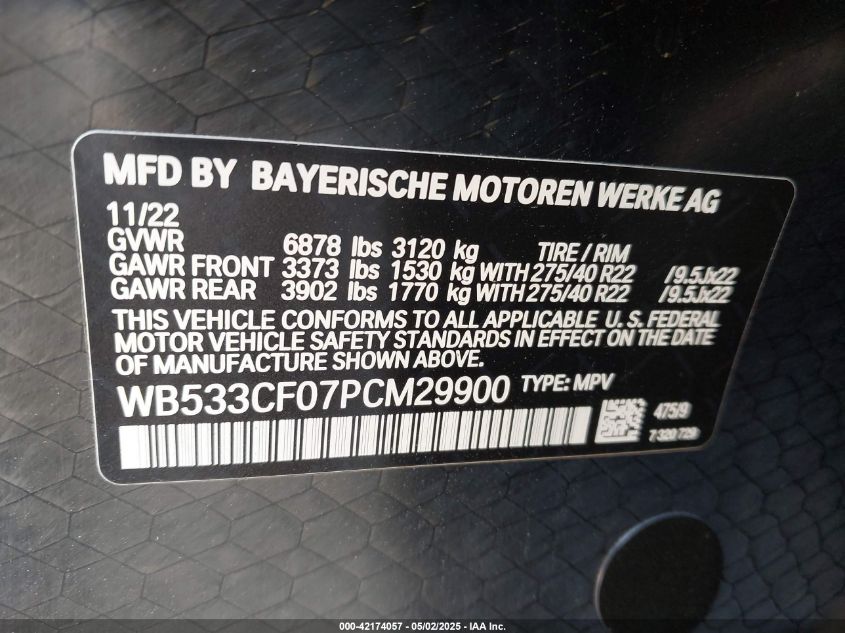 MFD BY BAYERISCHE MOTOREN WERKE AG
11/22
GVWR 6878 lbs 3120 kg TIRE / RIM
GAWR FRONT 3373 lbs 1530 kg WITH 275/40 R22 /9.5Jx22
GAWR REAR 3902 lbs 1770 kg WITH 275/40 R22 /9.5Jx22
THIS VEHICLE CONFORMS TO ALL APPLICABLE U.S. FEDERAL
MOTOR VEHICLE SAFETY STANDARDS IN EFFECT ON THE DATE
OF MANUFACTURE SHOWN ABOVE.
WB533CF07PCM29900 TYPE: MPV
475/9
7 320 729
000-42174057 - 05/02/2025 - IAA Inc.